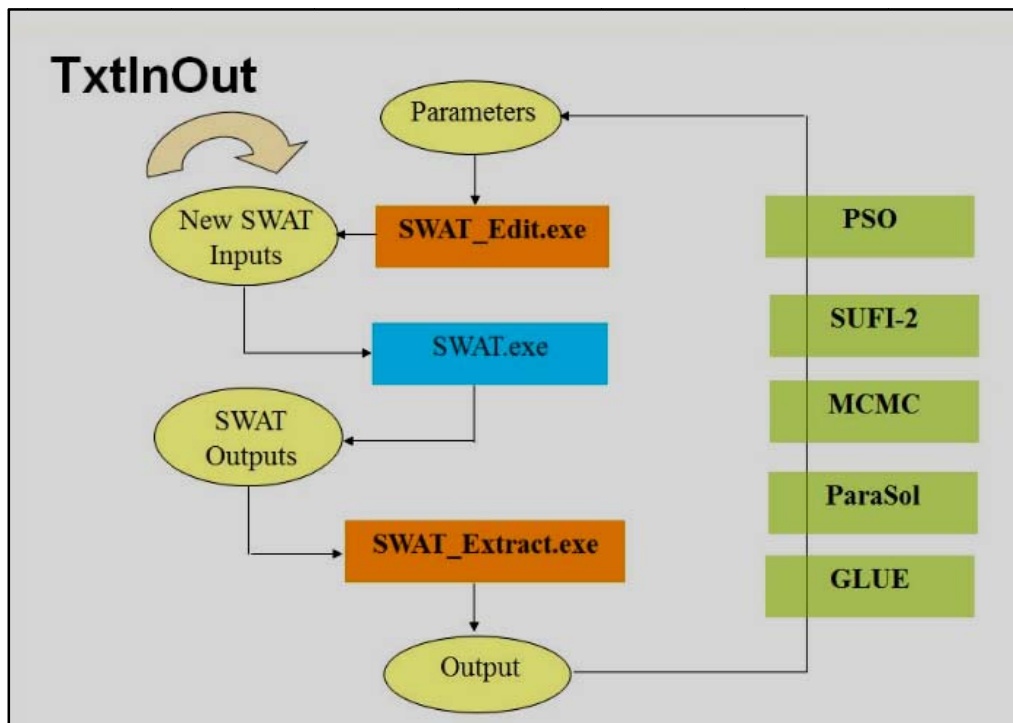 TxtInOut
Parameters
New SWAT
Inputs
SWAT_Edit.exe
PSO
SWAT.exe
SUFI-2
MCMC
SWAT
Outputs
ParaSol
SWAT_Extract.exe
GLUE
Output